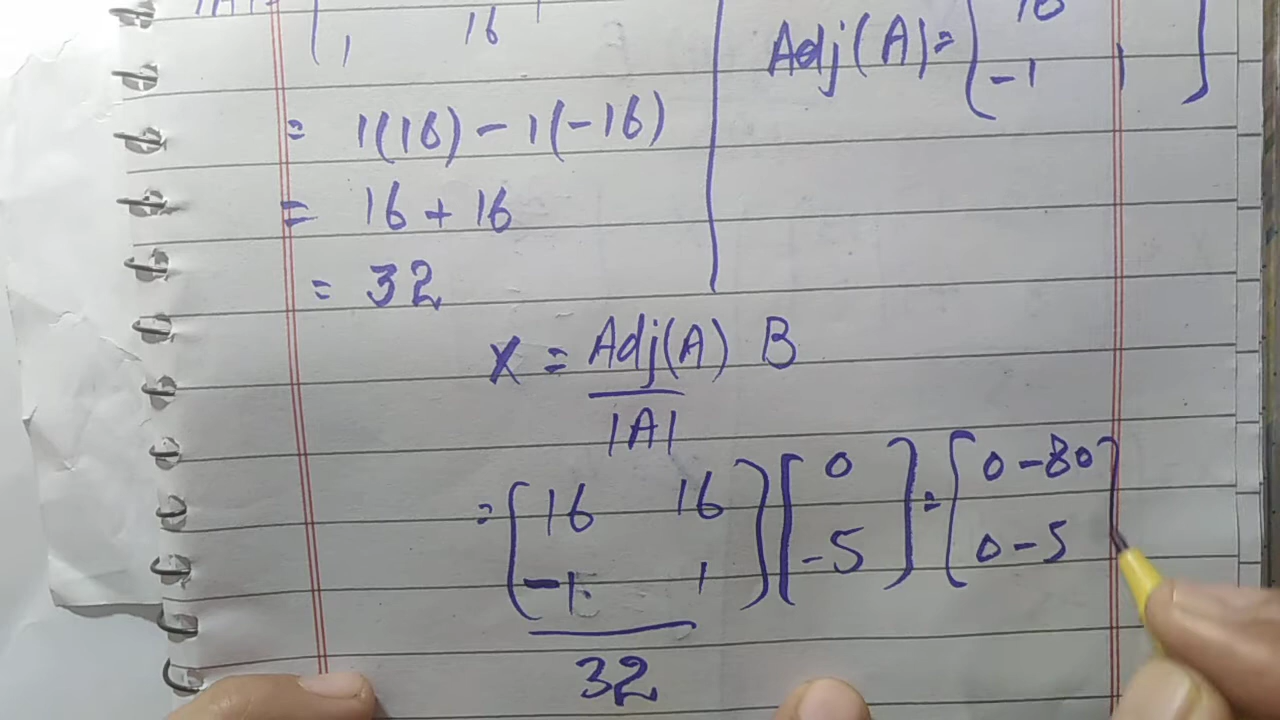 1 16
= 1(16) - 1(-16)
= 16 + 16
= 32
Adj(A) = [ 16
-1 1 ]
X = Adj(A) B
|A|
= [ 16 16 ] [ 0 ] = [ 0 - 80 ]
-1 1 -5 0 - 5
32